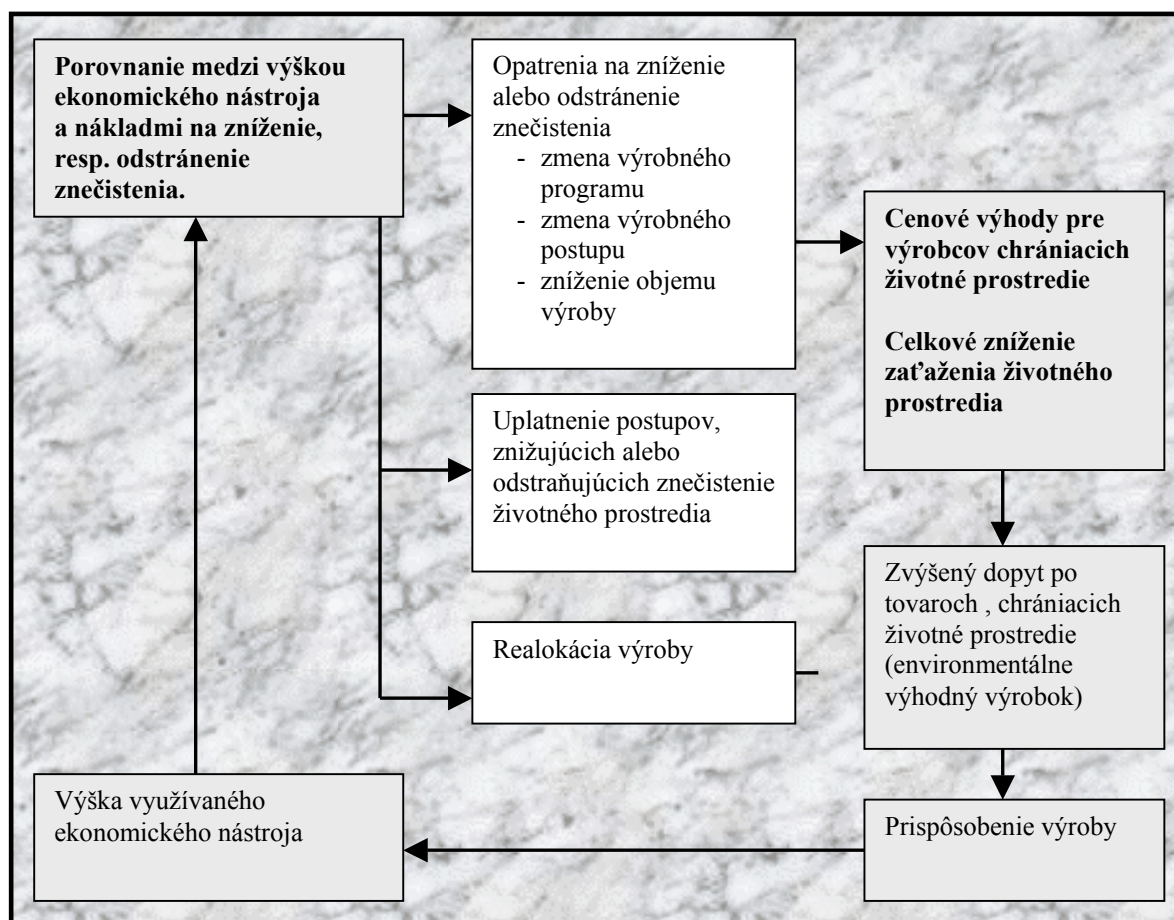 Porovnanie medzi výškou
ekonomického nástroja
a nákladmi na zníženie,
resp. odstránenie
znečistenia.
Opatrenia na zníženie
alebo odstránenie
znečistenia
- zmena výrobného
programu
- zmena výrobného
postupu
- zníženie objemu
výroby
Cenové výhody pre
výrobcov chrániacich
životné prostredie
Celkové zníženie
zaťaženia životného
prostredia
Uplatnenie postupov,
znižujúcich alebo
odstraňujúcich znečistenie
životného prostredia
Zvýšený dopyt po
tovaroch , chrániacich
životné prostredie
(environmentálne
výhodný výrobok)
Realokácia výroby
Výška využívaného
ekonomického nástroja
Prispôsobenie výroby